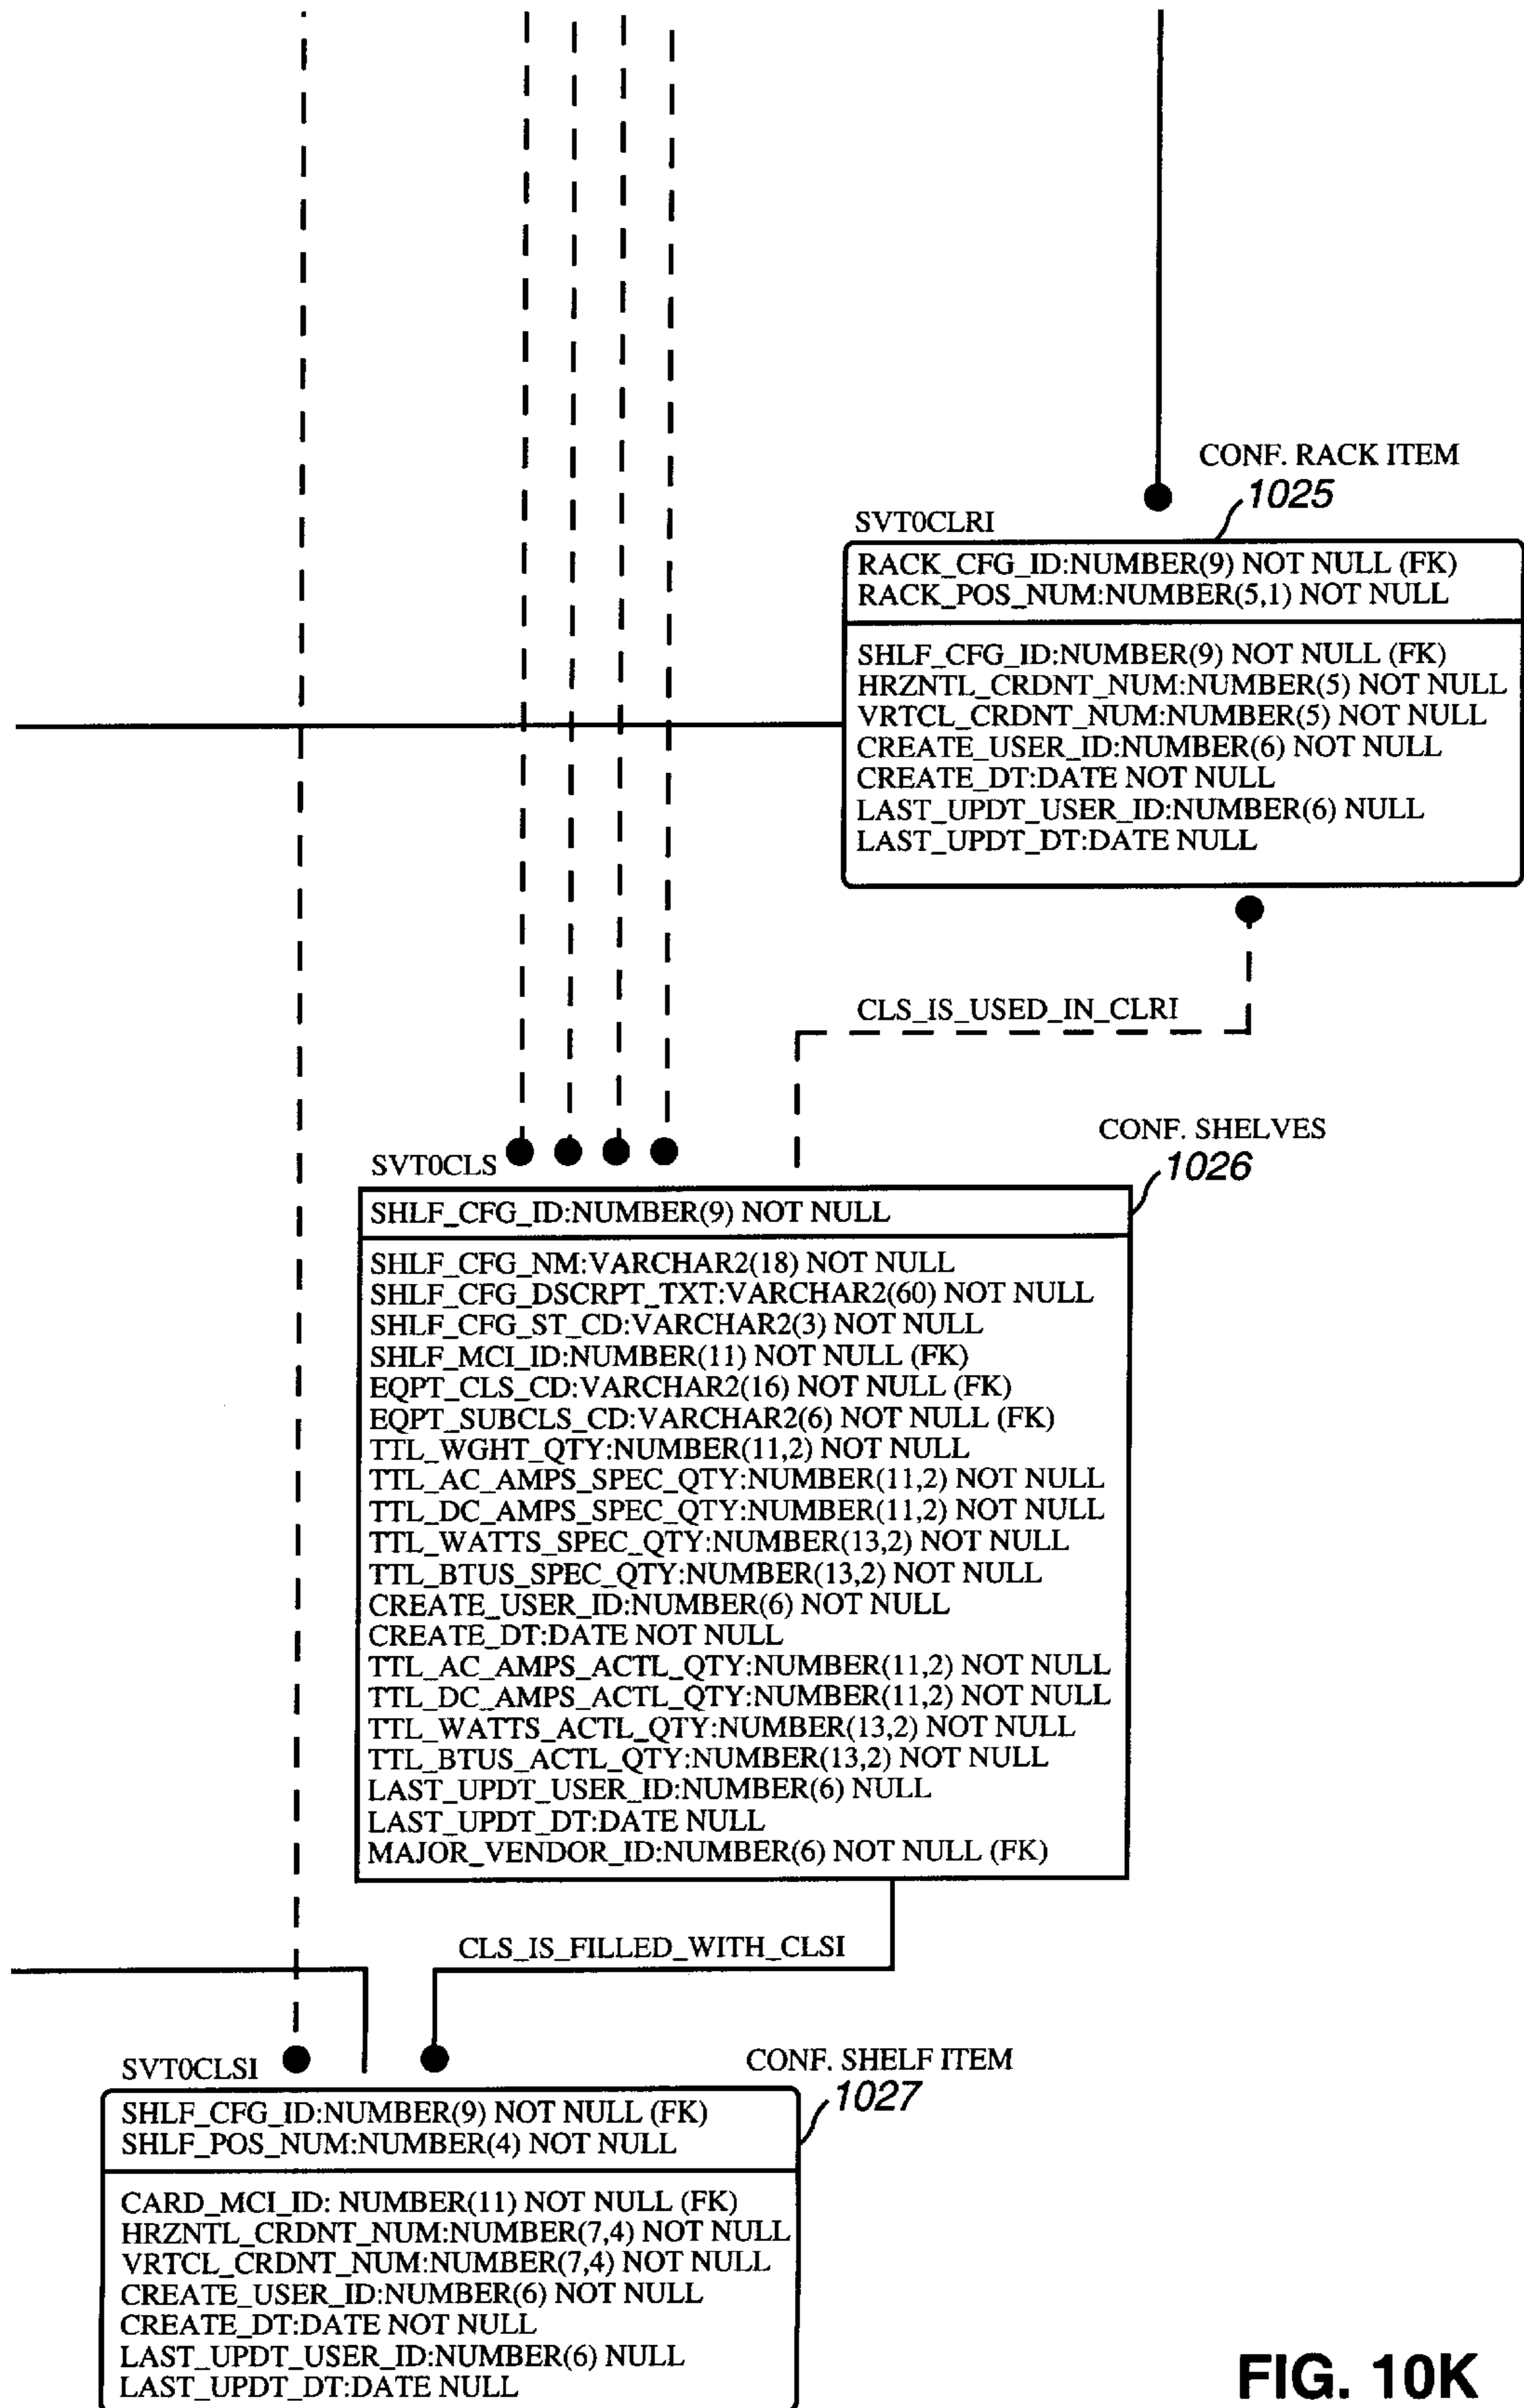 CONF. RACK ITEM
1025
SVT0CLRI
RACK_CFG_ID:NUMBER(9) NOT NULL (FK)
RACK_POS_NUM:NUMBER(5,1) NOT NULL
SHLF_CFG_ID:NUMBER(9) NOT NULL (FK)
HRZNTL_CRDNT_NUM:NUMBER(5) NOT NULL
VRTCL_CRDNT_NUM:NUMBER(5) NOT NULL
CREATE_USER_ID:NUMBER(6) NOT NULL
CREATE_DT:DATE NOT NULL
LAST_UPDT_USER_ID:NUMBER(6) NULL
LAST_UPDT_DT:DATE NULL
CLS_IS_USED_IN_CLRI
CONF. SHELVES
1026
SVT0CLS
SHLF_CFG_ID:NUMBER(9) NOT NULL
SHLF_CFG_NM:VARCHAR2(18) NOT NULL
SHLF_CFG_DSCRPT_TXT:VARCHAR2(60) NOT NULL
SHLF_CFG_ST_CD:VARCHAR2(3) NOT NULL
SHLF_MCI_ID:NUMBER(11) NOT NULL (FK)
EQPT_CLS_CD:VARCHAR2(16) NOT NULL (FK)
EQPT_SUBCLS_CD:VARCHAR2(6) NOT NULL (FK)
TTL_WGHT_QTY:NUMBER(11,2) NOT NULL
TTL_AC_AMPS_SPEC_QTY:NUMBER(11,2) NOT NULL
TTL_DC_AMPS_SPEC_QTY:NUMBER(11,2) NOT NULL
TTL_WATTS_SPEC_QTY:NUMBER(13,2) NOT NULL
TTL_BTUS_SPEC_QTY:NUMBER(13,2) NOT NULL
CREATE_USER_ID:NUMBER(6) NOT NULL
CREATE_DT:DATE NOT NULL
TTL_AC_AMPS_ACTL_QTY:NUMBER(11,2) NOT NULL
TTL_DC_AMPS_ACTL_QTY:NUMBER(11,2) NOT NULL
TTL_WATTS_ACTL_QTY:NUMBER(13,2) NOT NULL
TTL_BTUS_ACTL_QTY:NUMBER(13,2) NOT NULL
LAST_UPDT_USER_ID:NUMBER(6) NULL
LAST_UPDT_DT:DATE NULL
MAJOR_VENDOR_ID:NUMBER(6) NOT NULL (FK)
CLS_IS_FILLED_WITH_CLSI
CONF. SHELF ITEM
1027
SVT0CLSI
SHLF_CFG_ID:NUMBER(9) NOT NULL (FK)
SHLF_POS_NUM:NUMBER(4) NOT NULL
CARD_MCI_ID: NUMBER(11) NOT NULL (FK)
HRZNTL_CRDNT_NUM:NUMBER(7,4) NOT NULL
VRTCL_CRDNT_NUM:NUMBER(7,4) NOT NULL
CREATE_USER_ID:NUMBER(6) NOT NULL
CREATE_DT:DATE NOT NULL
LAST_UPDT_USER_ID:NUMBER(6) NULL
LAST_UPDT_DT:DATE NULL
FIG. 10K